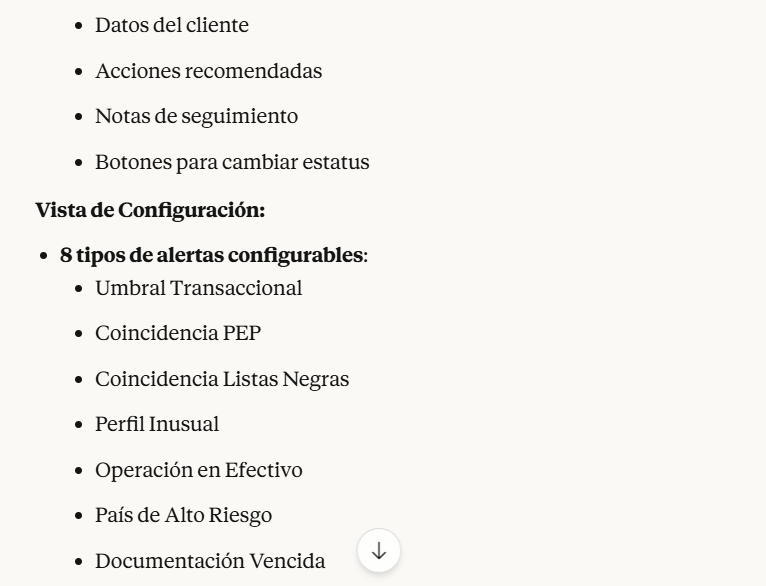 Datos del cliente
Acciones recomendadas
Notas de seguimiento
Botones para cambiar estatus
Vista de Configuración:
8 tipos de alertas configurables:
Umbral Transaccional
Coincidencia PEP
Coincidencia Listas Negras
Perfil Inusual
Operación en Efectivo
País de Alto Riesgo
Documentación Vencida